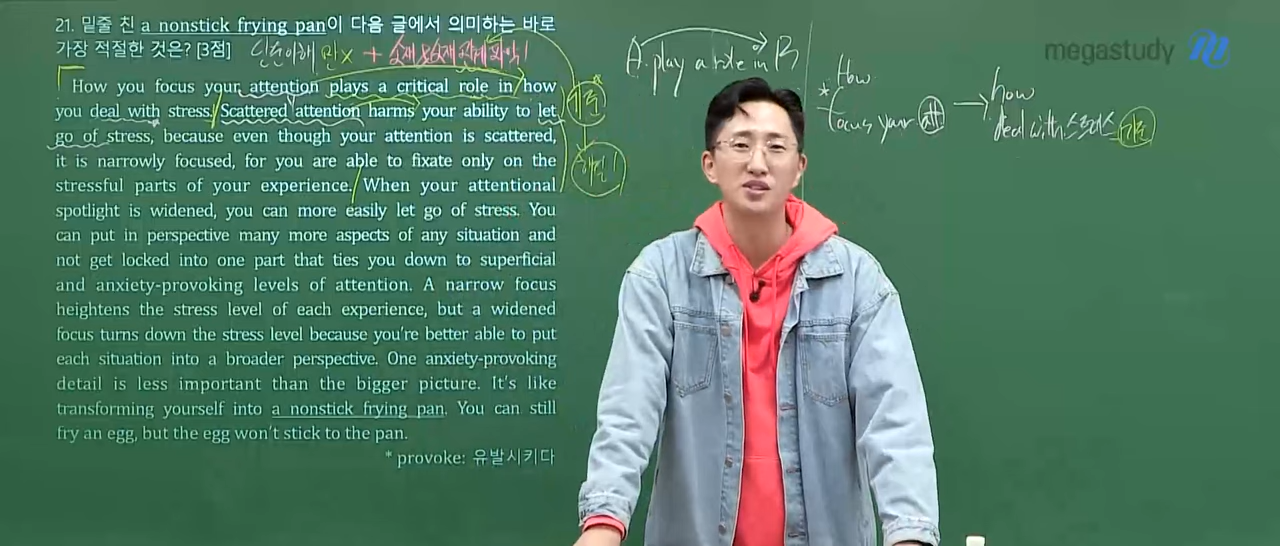 21. 밑줄 친 a nonstick frying pan이 다음 글에서 의미하는 바로
가장 적절한 것은? [3점]
+ 소재 & 소재 관계 파악!
How you focus your attention plays a critical role in how
you deal with stress. Scattered attention harms your ability to let
go of stress, because even though your attention is scattered,
it is narrowly focused, for you are able to fixate only on the
stressful parts of your experience. When your attentional
spotlight is widened, you can more easily let go of stress. You
can put in perspective many more aspects of any situation and
not get locked into one part that ties you down to superficial
and anxiety-provoking levels of attention. A narrow focus
heightens the stress level of each experience, but a widened
focus turns down the stress level because you're better able to put
each situation into a broader perspective. One anxiety-provoking
detail is less important than the bigger picture. It's like
transforming yourself into a nonstick frying pan. You can still
fry an egg, but the egg won't stick to the pan.
* provoke: 유발시키다
A play a role in B
How
focus your att
how
deal with 스트레스
megastudy